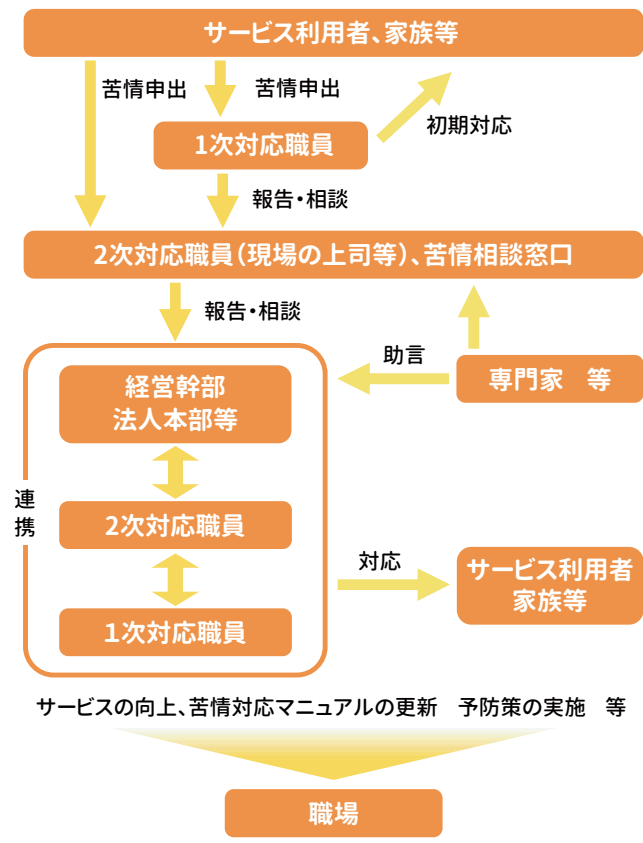 サービス利用者、家族等
苦情申出
苦情申出
初期対応
1次対応職員
報告・相談
2次対応職員(現場の上司等)、苦情相談窓口
報告・相談
助言
専門家　等
経営幹部
法人本部等
連携
2次対応職員
対応
サービス利用者
家族等
1次対応職員
サービスの向上、苦情対応マニュアルの更新　予防策の実施　等
職場